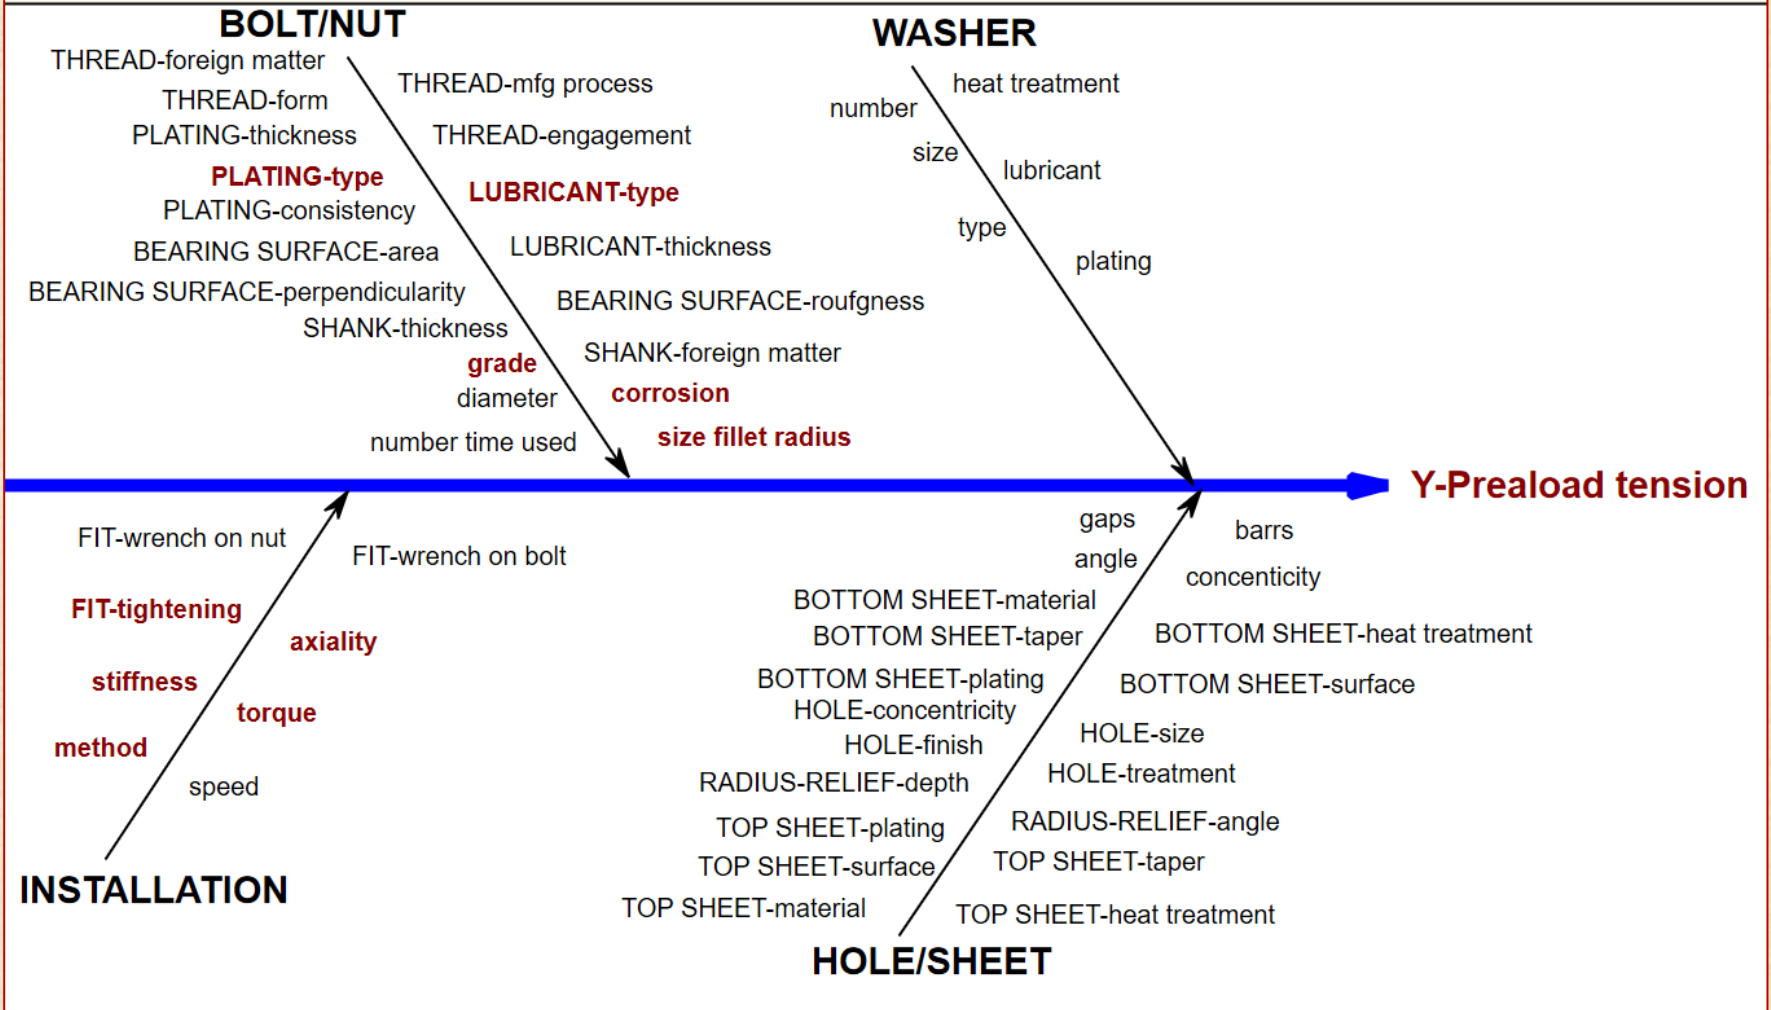 BOLT/NUT
THREAD-foreign matter
THREAD-form
PLATING-thickness
PLATING-type
PLATING-consistency
BEARING SURFACE-area
BEARING SURFACE-perpendicularity
SHANK-thickness
grade
diameter
number time used
THREAD-mfg process
THREAD-engagement
LUBRICANT-type
LUBRICANT-thickness
BEARING SURFACE-roufgness
SHANK-foreign matter
corrosion
size fillet radius
WASHER
number
size
type
heat treatment
lubricant
plating
Y-Preaload tension
FIT-wrench on nut
FIT-tightening
stiffness
method
FIT-wrench on bolt
axiality
torque
speed
INSTALLATION
gaps
angle
BOTTOM SHEET-material
BOTTOM SHEET-taper
BOTTOM SHEET-plating
HOLE-concentricity
HOLE-finish
RADIUS-RELIEF-depth
TOP SHEET-plating
TOP SHEET-surface
TOP SHEET-material
barrs
concenticity
BOTTOM SHEET-heat treatment
BOTTOM SHEET-surface
HOLE-size
HOLE-treatment
RADIUS-RELIEF-angle
TOP SHEET-taper
TOP SHEET-heat treatment
HOLE/SHEET